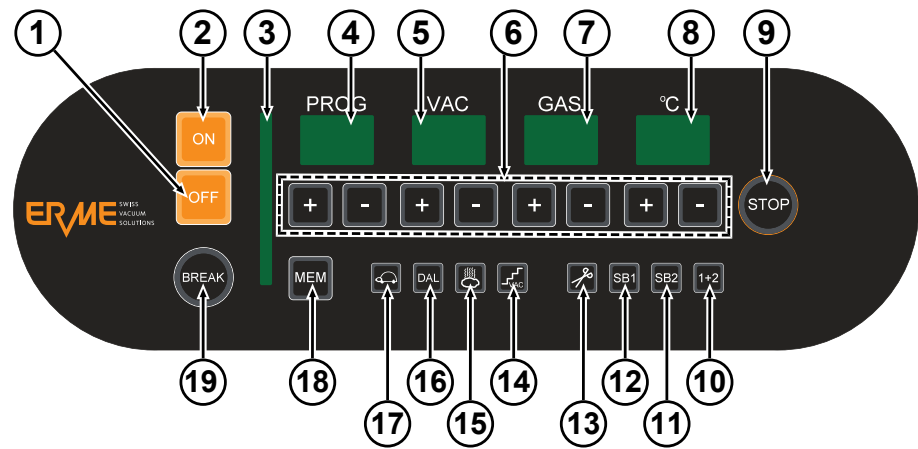 1 2 3 4 5 6 7 8 9
PROG VAC GAS °C
ON
OFF
ERME SWISS VACUUM SOLUTIONS
+ - + - + - + -
STOP
BREAK
MEM
DAL
VAC
SB1
SB2
1+2
19 18 16 14 12 10
17 15 13 11